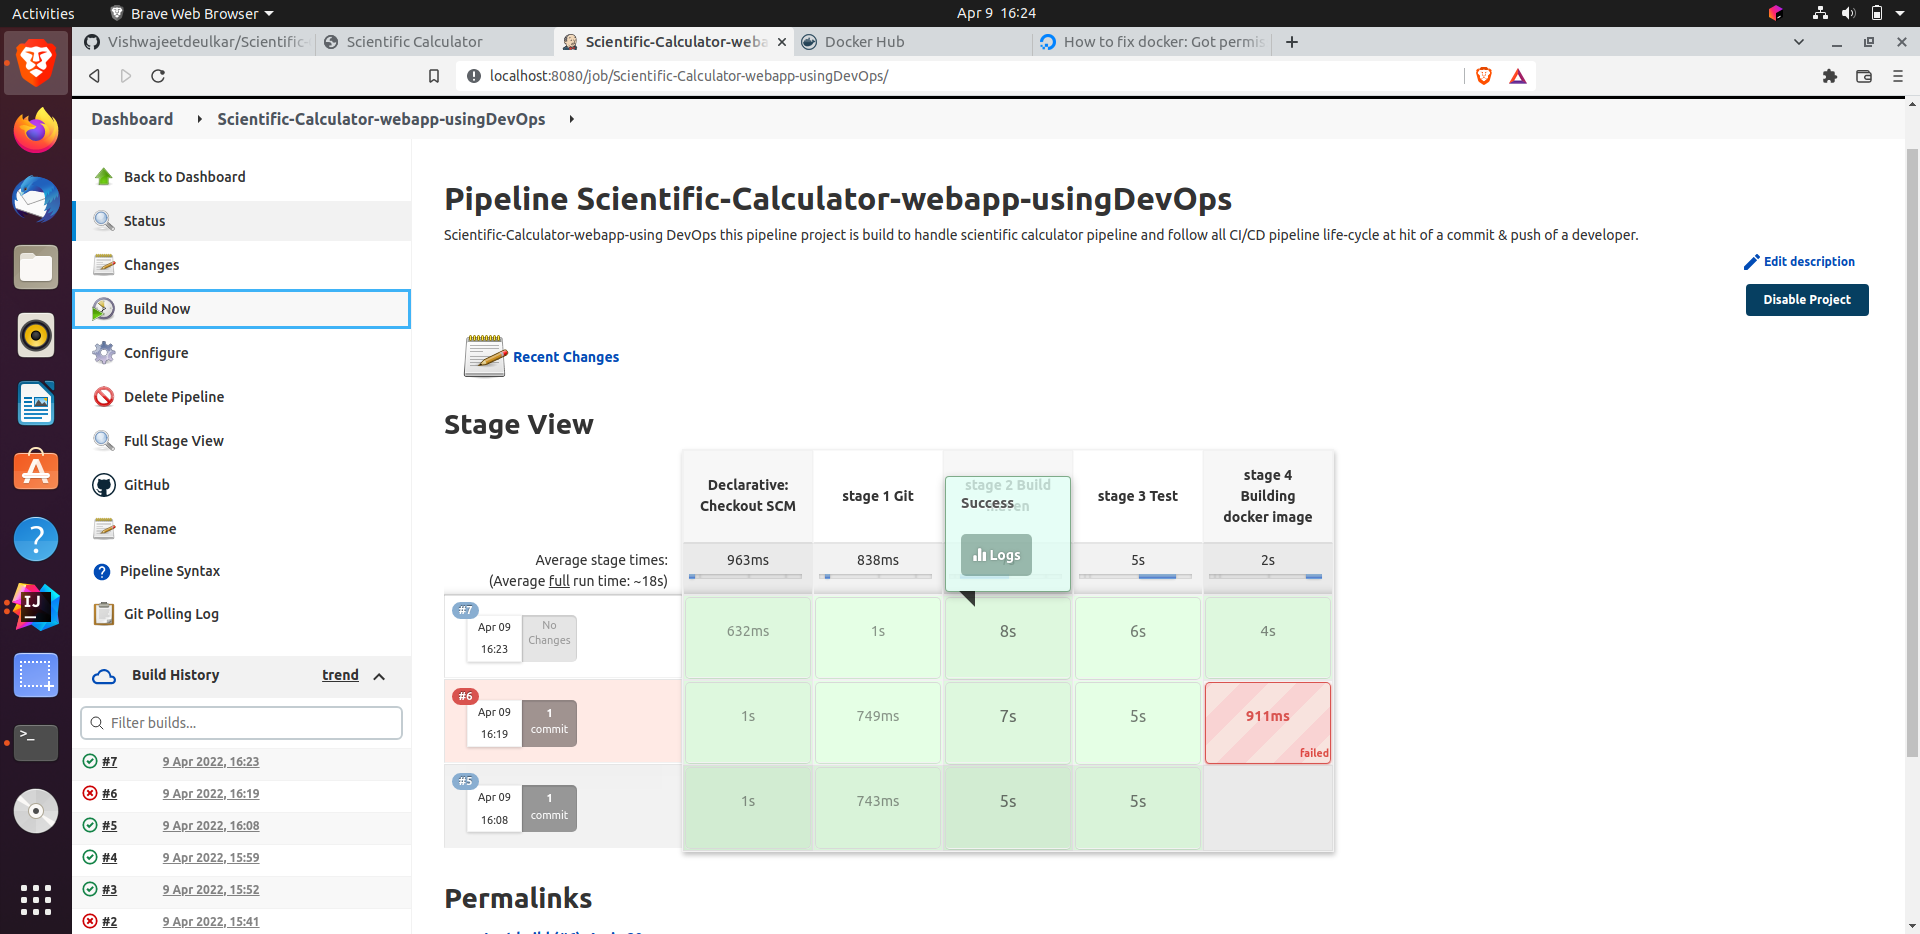 Activities
Brave Web Browser
Apr 9 16:24
Vishwajeetdeulkar/Scientific-
Scientific Calculator
Scientific-Calculator-weba
Docker Hub
How to fix docker: Got permis
localhost:8080/job/Scientific-Calculator-webapp-usingDevOps/
Dashboard
Scientific-Calculator-webapp-usingDevOps
Back to Dashboard
Status
Changes
Build Now
Configure
Delete Pipeline
Full Stage View
GitHub
Rename
Pipeline Syntax
Git Polling Log
Build History
trend
Filter builds...
#7 9 Apr 2022, 16:23
#6 9 Apr 2022, 16:19
#5 9 Apr 2022, 16:08
#4 9 Apr 2022, 15:59
#3 9 Apr 2022, 15:52
#2 9 Apr 2022, 15:41
Pipeline Scientific-Calculator-webapp-usingDevOps
Scientific-Calculator-webapp-using DevOps this pipeline project is build to handle scientific calculator pipeline and follow all CI/CD pipeline life-cycle at hit of a commit & push of a developer.
Edit description
Disable Project
Recent Changes
Stage View
Declarative:
Checkout SCM
stage 1 Git
stage 2 Build
Success
Logs
stage 3 Test
stage 4
Building
docker image
Average stage times:
(Average full run time: ~18s)
963ms
838ms
5s
2s
#7
Apr 09
16:23
No
Changes
632ms
1s
8s
6s
4s
#6
Apr 09
16:19
1
commit
1s
749ms
7s
5s
911ms
failed
#5
Apr 09
16:08
1
commit
1s
743ms
5s
5s
Permalinks